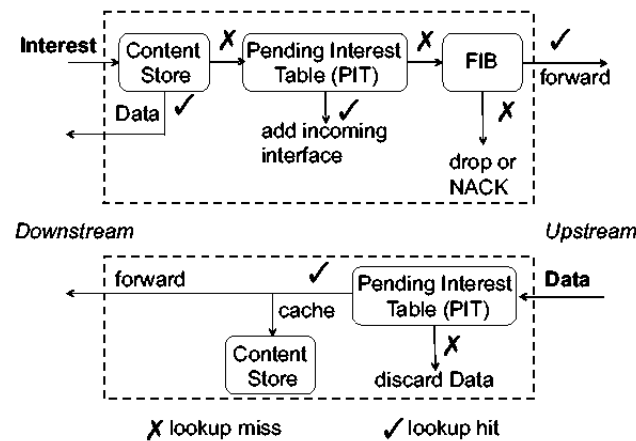 Interest
Content
Store
✗
Pending Interest
Table (PIT)
✗
FIB
✓
forward
Data
✓
✓
add incoming
interface
✗
drop or
NACK
Downstream
Upstream
forward
✓
cache
Pending Interest
Table (PIT)
Data
Content
Store
✗
discard Data
✗ lookup miss
✓ lookup hit